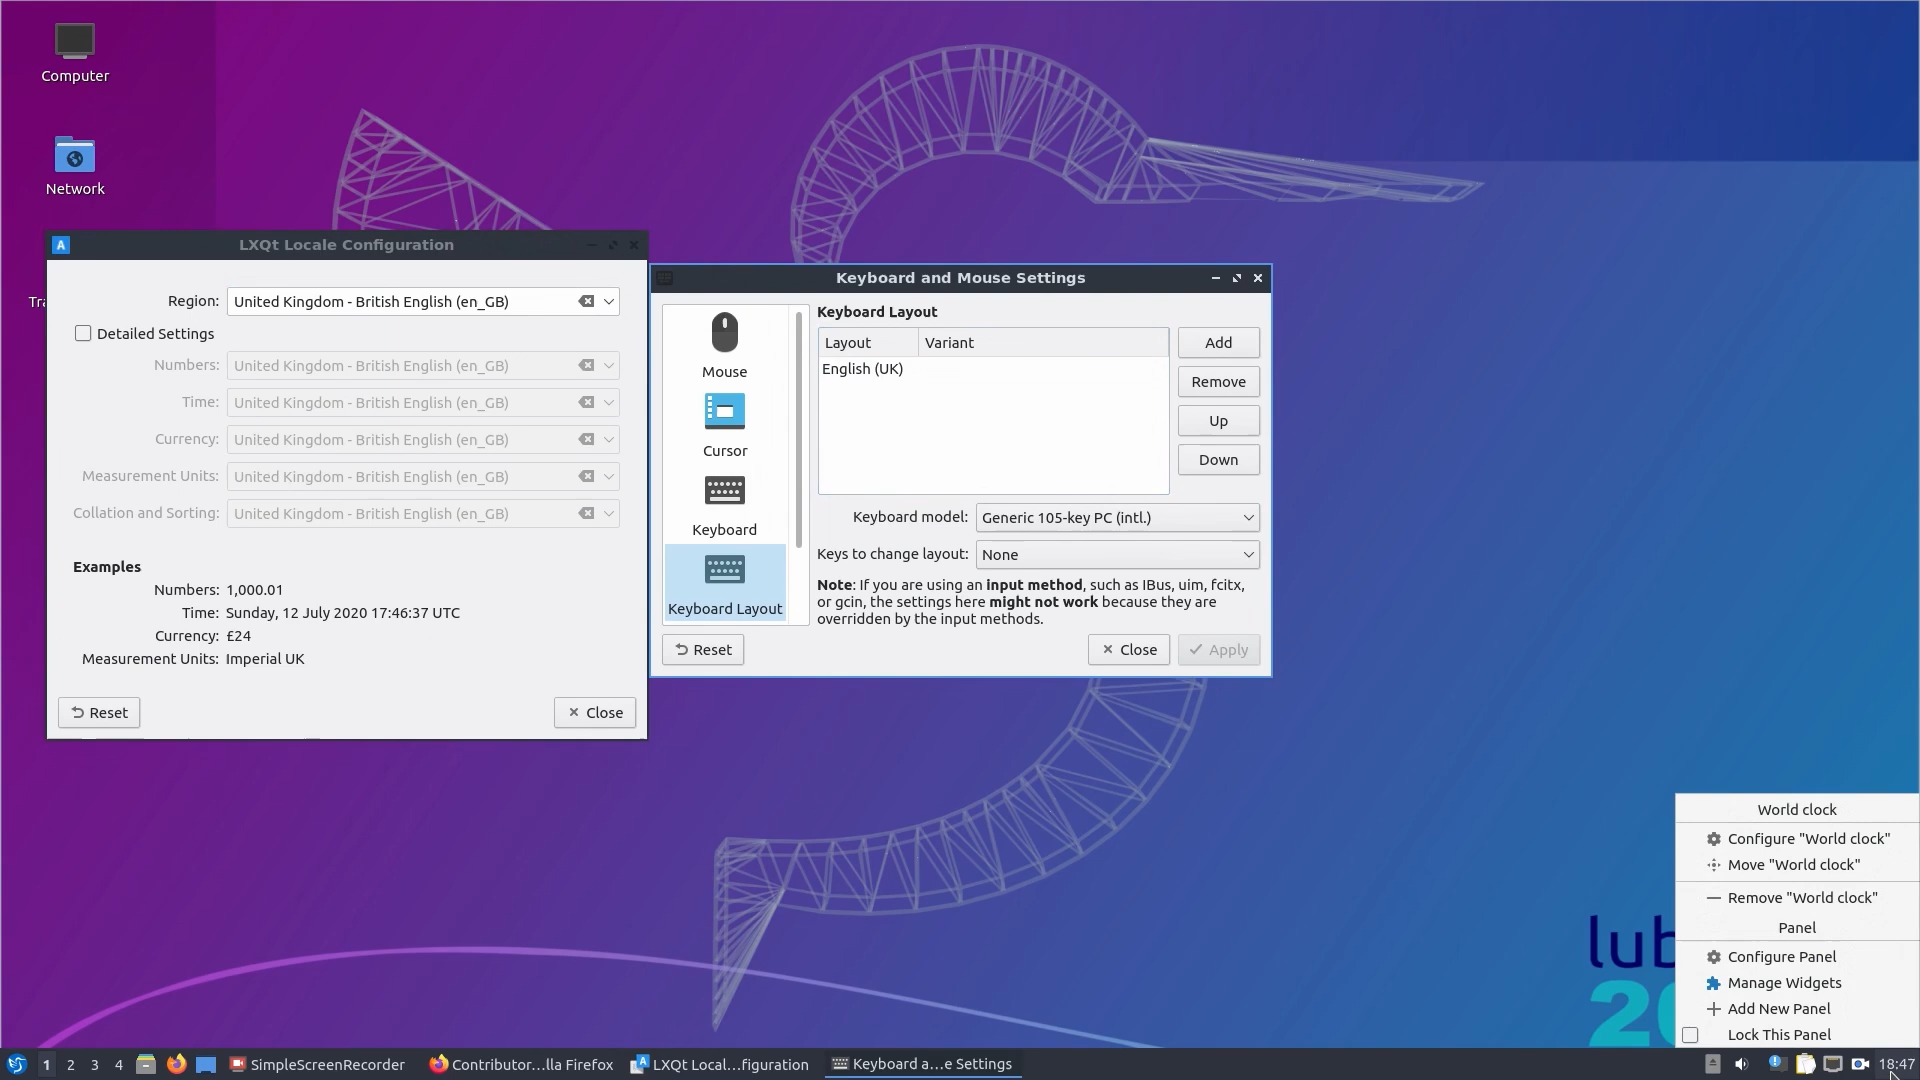 Computer
Network
Tra
LXQt Locale Configuration
Region: United Kingdom - British English (en_GB)
Detailed Settings
Numbers: United Kingdom - British English (en_GB)
Time: United Kingdom - British English (en_GB)
Currency: United Kingdom - British English (en_GB)
Measurement Units: United Kingdom - British English (en_GB)
Collation and Sorting: United Kingdom - British English (en_GB)
Examples
Numbers: 1,000.01
Time: Sunday, 12 July 2020 17:46:37 UTC
Currency: £24
Measurement Units: Imperial UK
Reset
Close
Keyboard and Mouse Settings
Mouse
Cursor
Keyboard
Keyboard Layout
Keyboard Layout
Layout Variant
English (UK)
Add
Remove
Up
Down
Keyboard model: Generic 105-key PC (intl.)
Keys to change layout: None
Note: If you are using an input method, such as IBus, uim, fcitx,
or gcin, the settings here might not work because they are
overridden by the input methods.
Reset
Close
Apply
World clock
Configure "World clock"
Move "World clock"
Remove "World clock"
Panel
Configure Panel
Manage Widgets
Add New Panel
Lock This Panel
lub
20
1 2 3 4 SimpleScreenRecorder Contributor...lla Firefox LXQt Local...figuration Keyboard a...e Settings 18:47